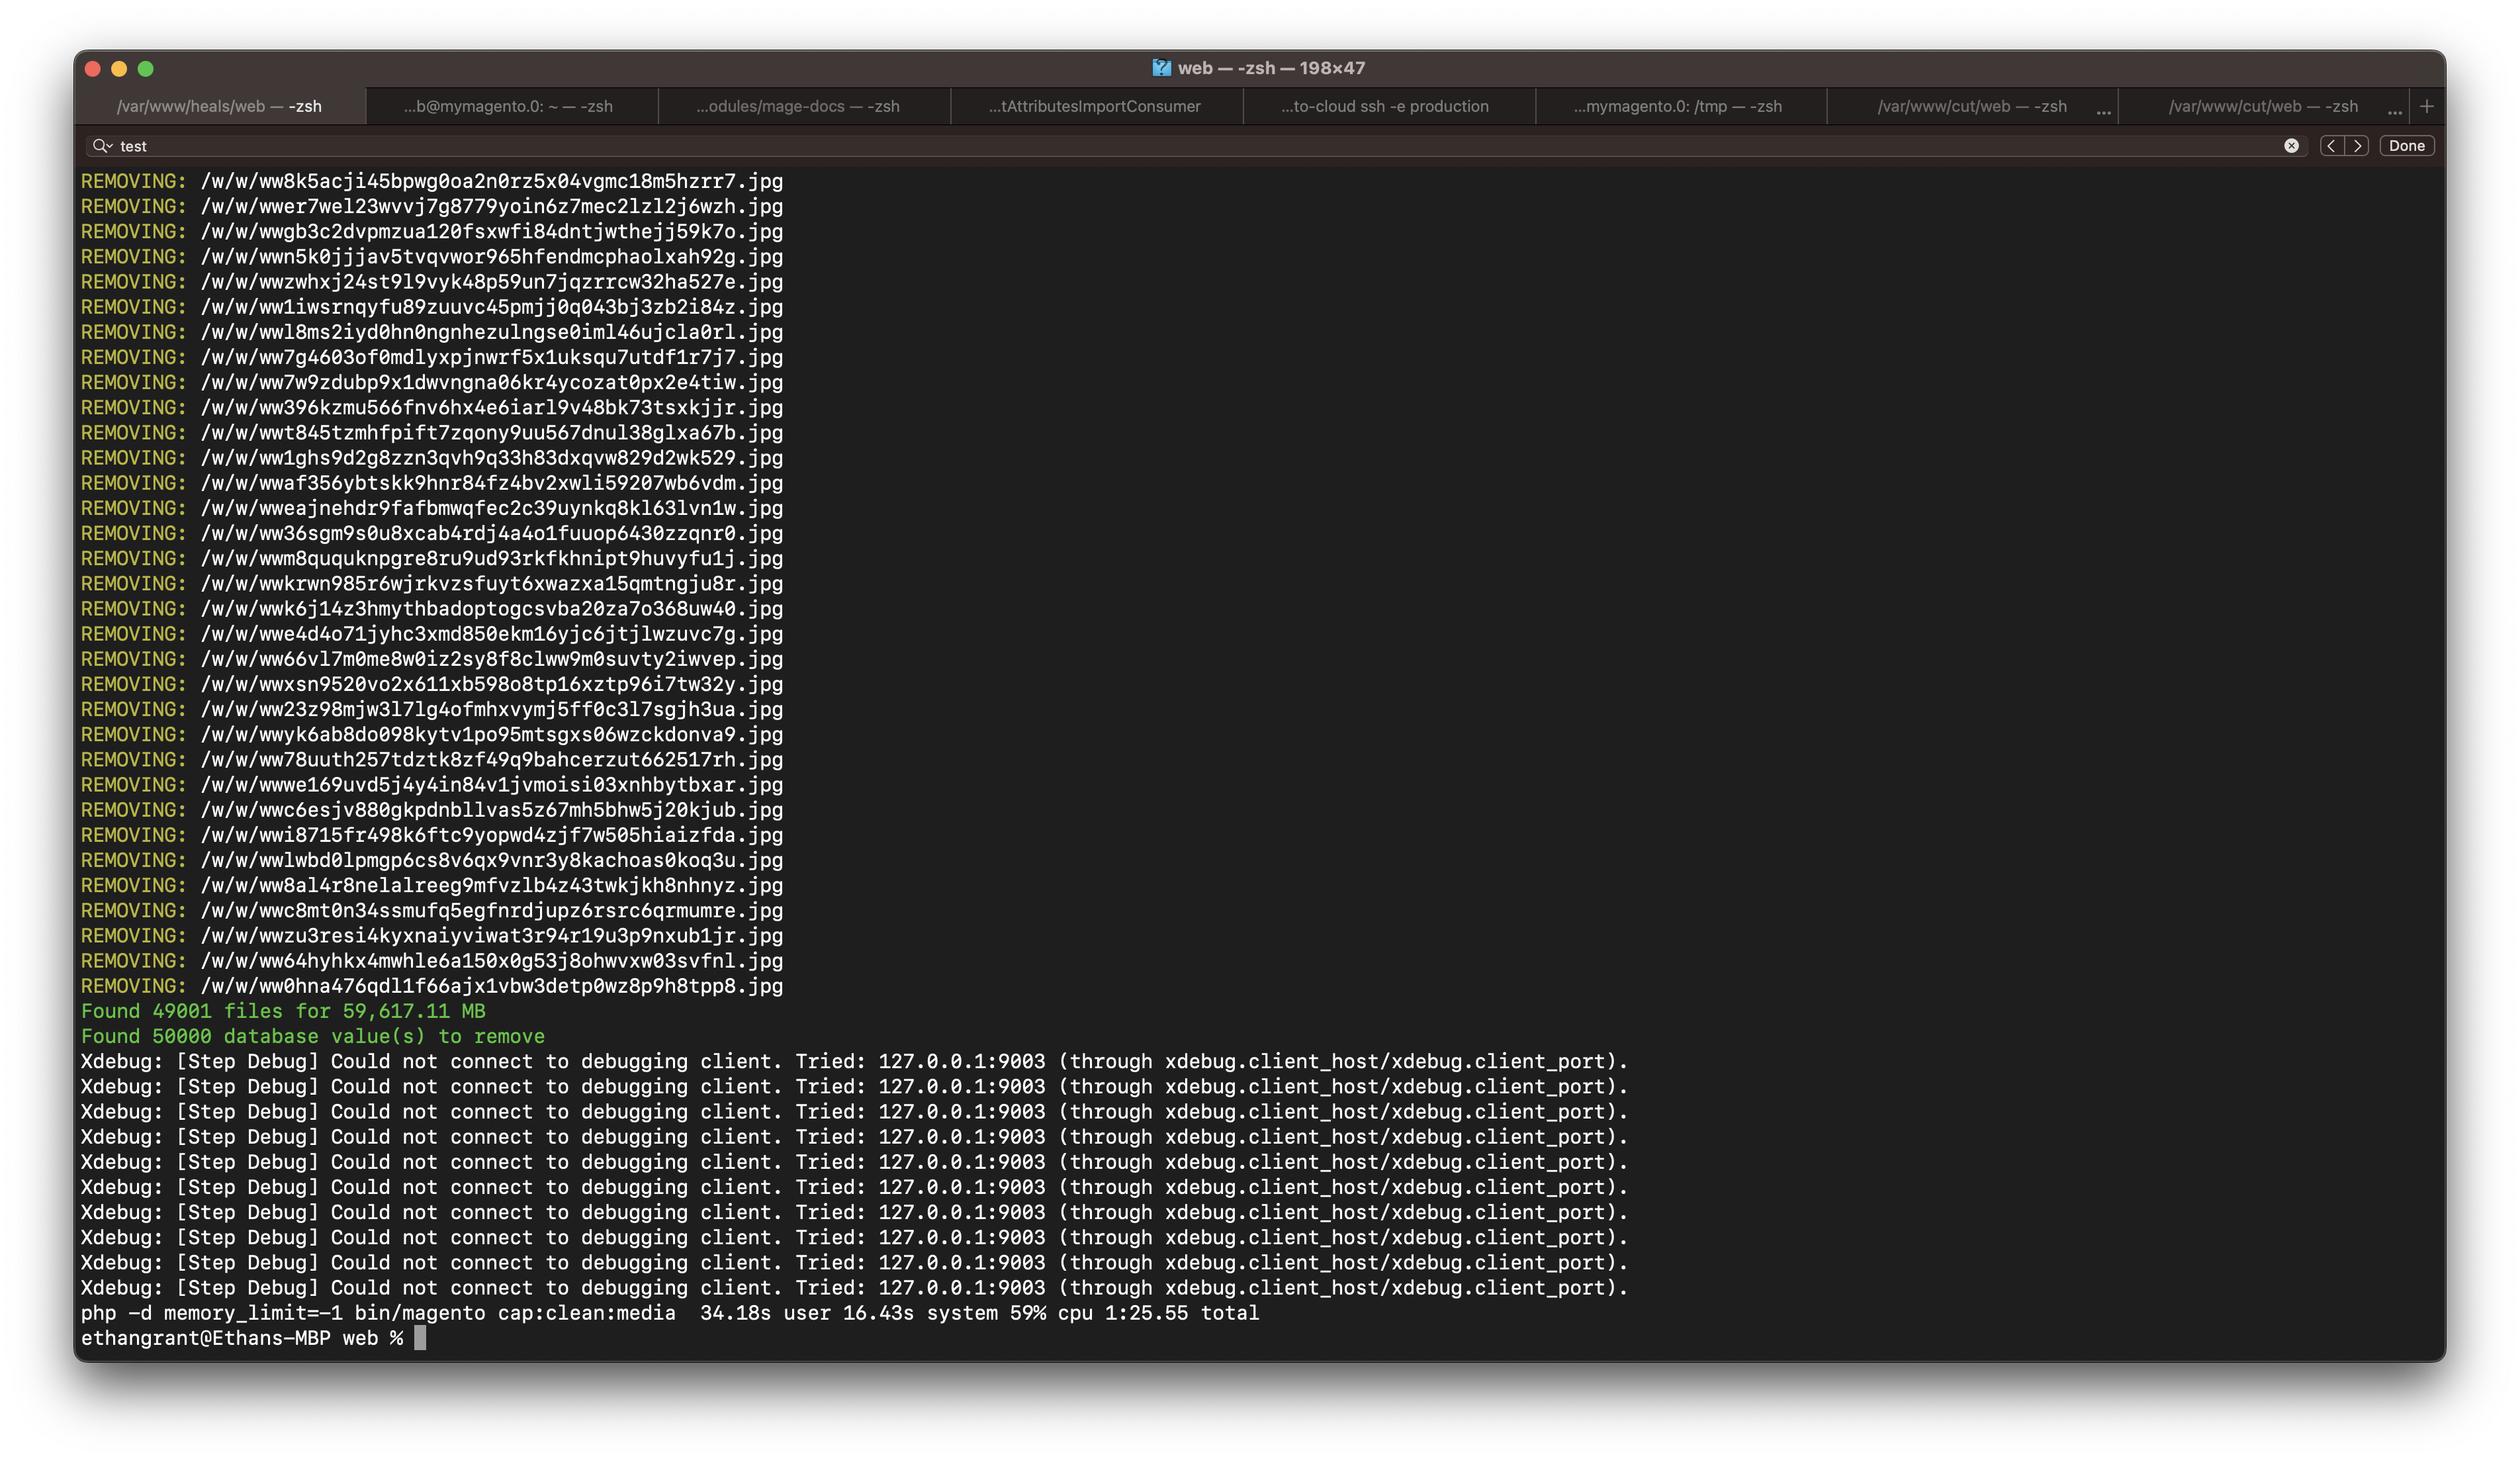 web — -zsh — 198×47
/var/www/heals/web — -zsh
...b@mymagento.0: ~ — -zsh
...odules/mage-docs — -zsh
...tAttributesImportConsumer
...to-cloud ssh -e production
...mymagento.0: /tmp — -zsh
/var/www/cut/web — -zsh ...
/var/www/cut/web — -zsh ...
test
Done
REMOVING: /w/w/ww8k5acji45bpwg0oa2n0rz5x04vgmc18m5hzrr7.jpg
REMOVING: /w/w/wwer7wel23wvvj7g8779yoin6z7mec2lzl2j6wzh.jpg
REMOVING: /w/w/wwgb3c2dvpmzua120fsxwfi84dntjwthejj59k7o.jpg
REMOVING: /w/w/wwn5k0jjjav5tvqvwor965hfendmcphaolxah92g.jpg
REMOVING: /w/w/wwzwhxj24st9l9vyk48p59un7jqzrrcw32ha527e.jpg
REMOVING: /w/w/ww1iwsrnqyfu89zuuvc45pmjj0q043bj3zb2i84z.jpg
REMOVING: /w/w/wwl8ms2iyd0hn0ngnhezulngse0iml46ujcla0rl.jpg
REMOVING: /w/w/ww7g4603of0mdlyxpjnwrf5x1uksqu7utdf1r7j7.jpg
REMOVING: /w/w/ww7w9zdubp9x1dwvngna06kr4ycozat0px2e4tiw.jpg
REMOVING: /w/w/ww396kzmu566fnv6hx4e6iarl9v48bk73tsxkjjr.jpg
REMOVING: /w/w/wwt845tzmhfpift7zqony9uu567dnul38glxa67b.jpg
REMOVING: /w/w/ww1ghs9d2g8zzn3qvh9q33h83dxqvw829d2wk529.jpg
REMOVING: /w/w/wwaf356ybtskk9hnr84fz4bv2xwli59207wb6vdm.jpg
REMOVING: /w/w/wweajnehdr9fafbmwqfec2c39uynkq8kl63lvn1w.jpg
REMOVING: /w/w/ww36sgm9s0u8xcab4rdj4a4o1fuuop6430zzqnr0.jpg
REMOVING: /w/w/wwm8ququknpgre8ru9ud93rkfkhnipt9huvyfu1j.jpg
REMOVING: /w/w/wwkrwn985r6wjrkvzsfuyt6xwazxa15qmtngju8r.jpg
REMOVING: /w/w/wwk6j14z3hmythbadoptogcsvba20za7o368uw40.jpg
REMOVING: /w/w/wwe4d4o71jyhc3xmd850ekm16yjc6jtjlwzuvc7g.jpg
REMOVING: /w/w/ww66vl7m0me8w0iz2sy8f8clww9m0suvty2iwvep.jpg
REMOVING: /w/w/wwxsn9520vo2x611xb598o8tp16xztp96i7tw32y.jpg
REMOVING: /w/w/ww23z98mjw3l7lg4ofmhxvymj5ff0c3l7sgjh3ua.jpg
REMOVING: /w/w/wwyk6ab8do098kytv1po95mtsgxs06wzckdonva9.jpg
REMOVING: /w/w/ww78uuth257tdztk8zf49q9bahcerzut662517rh.jpg
REMOVING: /w/w/wwwe169uvd5j4y4in84v1jvmoisi03xnhbytbxar.jpg
REMOVING: /w/w/wwc6esjv880gkpdnbllvas5z67mh5bhw5j20kjub.jpg
REMOVING: /w/w/wwi8715fr498k6ftc9yopwd4zjf7w505hiaizfda.jpg
REMOVING: /w/w/wwlwbd0lpmgp6cs8v6qx9vnr3y8kachoas0koq3u.jpg
REMOVING: /w/w/ww8al4r8nelalreeg9mfvzlb4z43twkjkh8nhnyz.jpg
REMOVING: /w/w/wwc8mt0n34ssmufq5egfnrdjupz6rsrc6qrmumre.jpg
REMOVING: /w/w/wwzu3resi4kyxnaiyviwat3r94r19u3p9nxub1jr.jpg
REMOVING: /w/w/ww64hyhkx4mwhle6a150x0g53j8ohwvxw03svfnl.jpg
REMOVING: /w/w/ww0hna476qdl1f66ajx1vbw3detp0wz8p9h8tpp8.jpg
Found 49001 files for 59,617.11 MB
Found 50000 database value(s) to remove
Xdebug: [Step Debug] Could not connect to debugging client. Tried: 127.0.0.1:9003 (through xdebug.client_host/xdebug.client_port).
Xdebug: [Step Debug] Could not connect to debugging client. Tried: 127.0.0.1:9003 (through xdebug.client_host/xdebug.client_port).
Xdebug: [Step Debug] Could not connect to debugging client. Tried: 127.0.0.1:9003 (through xdebug.client_host/xdebug.client_port).
Xdebug: [Step Debug] Could not connect to debugging client. Tried: 127.0.0.1:9003 (through xdebug.client_host/xdebug.client_port).
Xdebug: [Step Debug] Could not connect to debugging client. Tried: 127.0.0.1:9003 (through xdebug.client_host/xdebug.client_port).
Xdebug: [Step Debug] Could not connect to debugging client. Tried: 127.0.0.1:9003 (through xdebug.client_host/xdebug.client_port).
Xdebug: [Step Debug] Could not connect to debugging client. Tried: 127.0.0.1:9003 (through xdebug.client_host/xdebug.client_port).
Xdebug: [Step Debug] Could not connect to debugging client. Tried: 127.0.0.1:9003 (through xdebug.client_host/xdebug.client_port).
Xdebug: [Step Debug] Could not connect to debugging client. Tried: 127.0.0.1:9003 (through xdebug.client_host/xdebug.client_port).
Xdebug: [Step Debug] Could not connect to debugging client. Tried: 127.0.0.1:9003 (through xdebug.client_host/xdebug.client_port).
php -d memory_limit=-1 bin/magento cap:clean:media  34.18s user 16.43s system 59% cpu 1:25.55 total
ethangrant@Ethans-MBP web %